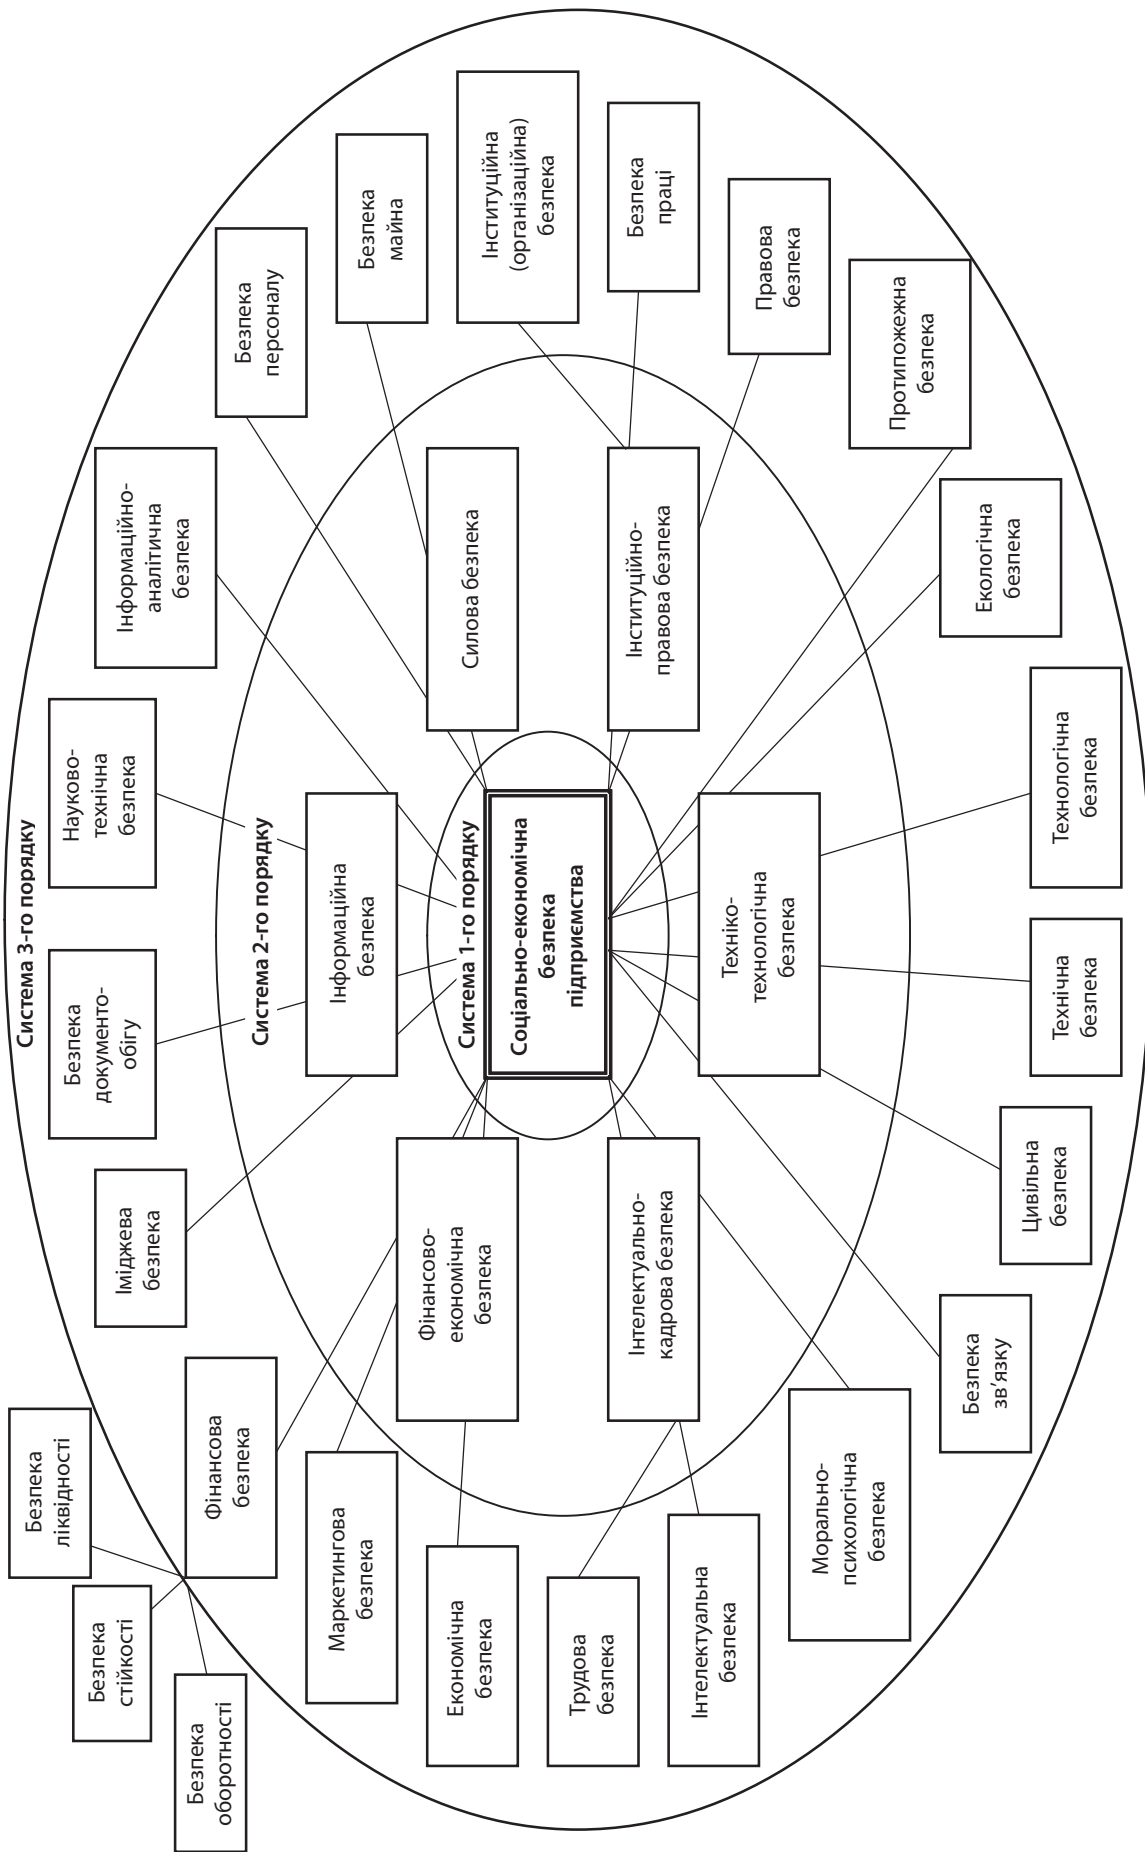 Система 3-го порядку
Система 2-го порядку
Система 1-го порядку
Соціально-економічна
безпека
підприємства
Безпека
ліквідності
Безпека
стійкості
Безпека
оборотності
Фінансова
безпека
Маркетингова
безпека
Економічна
безпека
Фінансово-
економічна
безпека
Іміджева
безпека
Безпека
документо-
обігу
Науково-
технічна
безпека
Інформаційно-
аналітична
безпека
Інформаційна
безпека
Безпека
персоналу
Безпека
майна
Силова безпека
Інституційна
(організаційна)
безпека
Безпека
праці
Правова
безпека
Інституційно-
правова безпека
Трудова
безпека
Інтелектуальна
безпека
Морально-
психологічна
безпека
Інтелектуально-
кадрова безпека
Техніко-
технологічна
безпека
Безпека
зв’язку
Цивільна
безпека
Технічна
безпека
Технологічна
безпека
Екологічна
безпека
Протипожежна
безпека